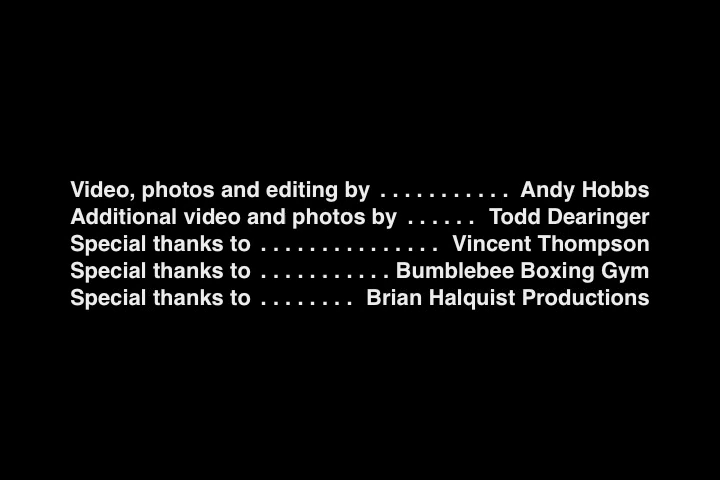 Video, photos and editing by . . . . . . . . . . . Andy Hobbs
Additional video and photos by . . . . . . Todd Dearinger
Special thanks to . . . . . . . . . . . . . . . Vincent Thompson
Special thanks to . . . . . . . . . . . Bumblebee Boxing Gym
Special thanks to . . . . . . . . Brian Halquist Productions